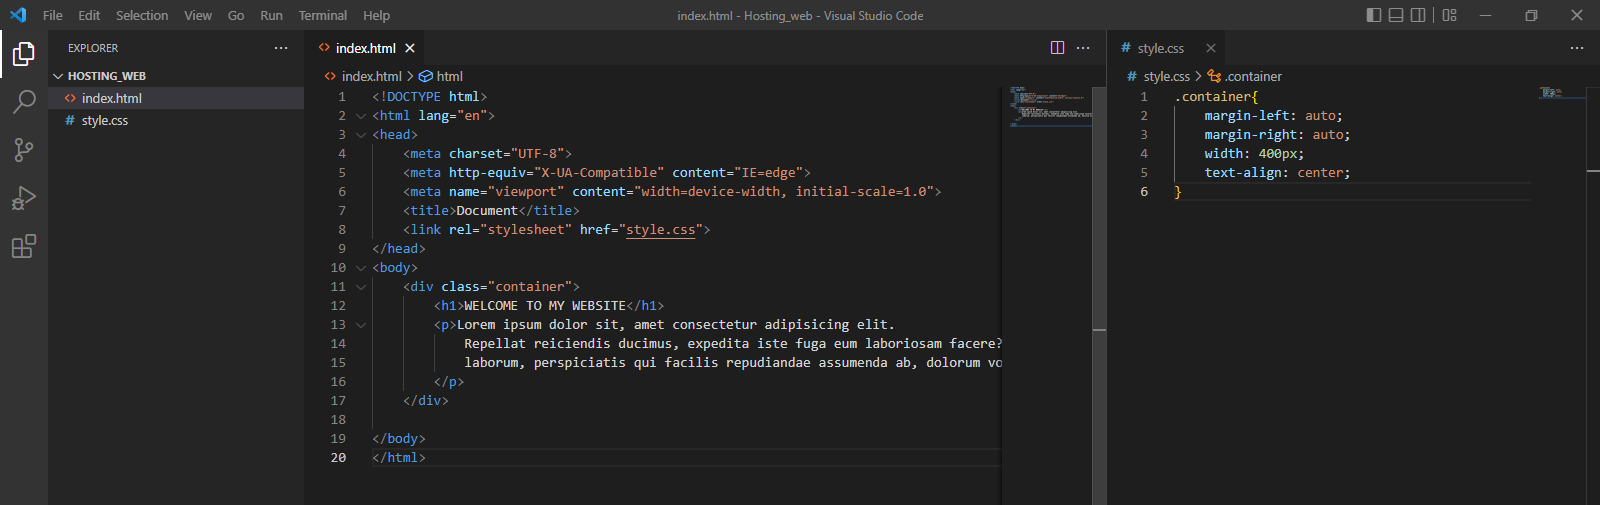 File Edit Selection View Go Run Terminal Help index.html - Hosting_web - Visual Studio Code
EXPLORER
HOSTING_WEB
index.html
style.css
index.html
index.html > html
1 <!DOCTYPE html>
2 <html lang="en">
3 <head>
4 <meta charset="UTF-8">
5 <meta http-equiv="X-UA-Compatible" content="IE=edge">
6 <meta name="viewport" content="width=device-width, initial-scale=1.0">
7 <title>Document</title>
8 <link rel="stylesheet" href="style.css">
9 </head>
10 <body>
11 <div class="container">
12 <h1>WELCOME TO MY WEBSITE</h1>
13 <p>Lorem ipsum dolor sit, amet consectetur adipisicing elit.
14 Repellat reiciendis ducimus, expedita iste fuga eum laboriosam facere?
15 laborum, perspiciatis qui facilis repudiandae assumenda ab, dolorum vo
16 </p>
17 </div>
18
19 </body>
20 </html>
style.css
style.css > .container
1 .container{
2 margin-left: auto;
3 margin-right: auto;
4 width: 400px;
5 text-align: center;
6 }